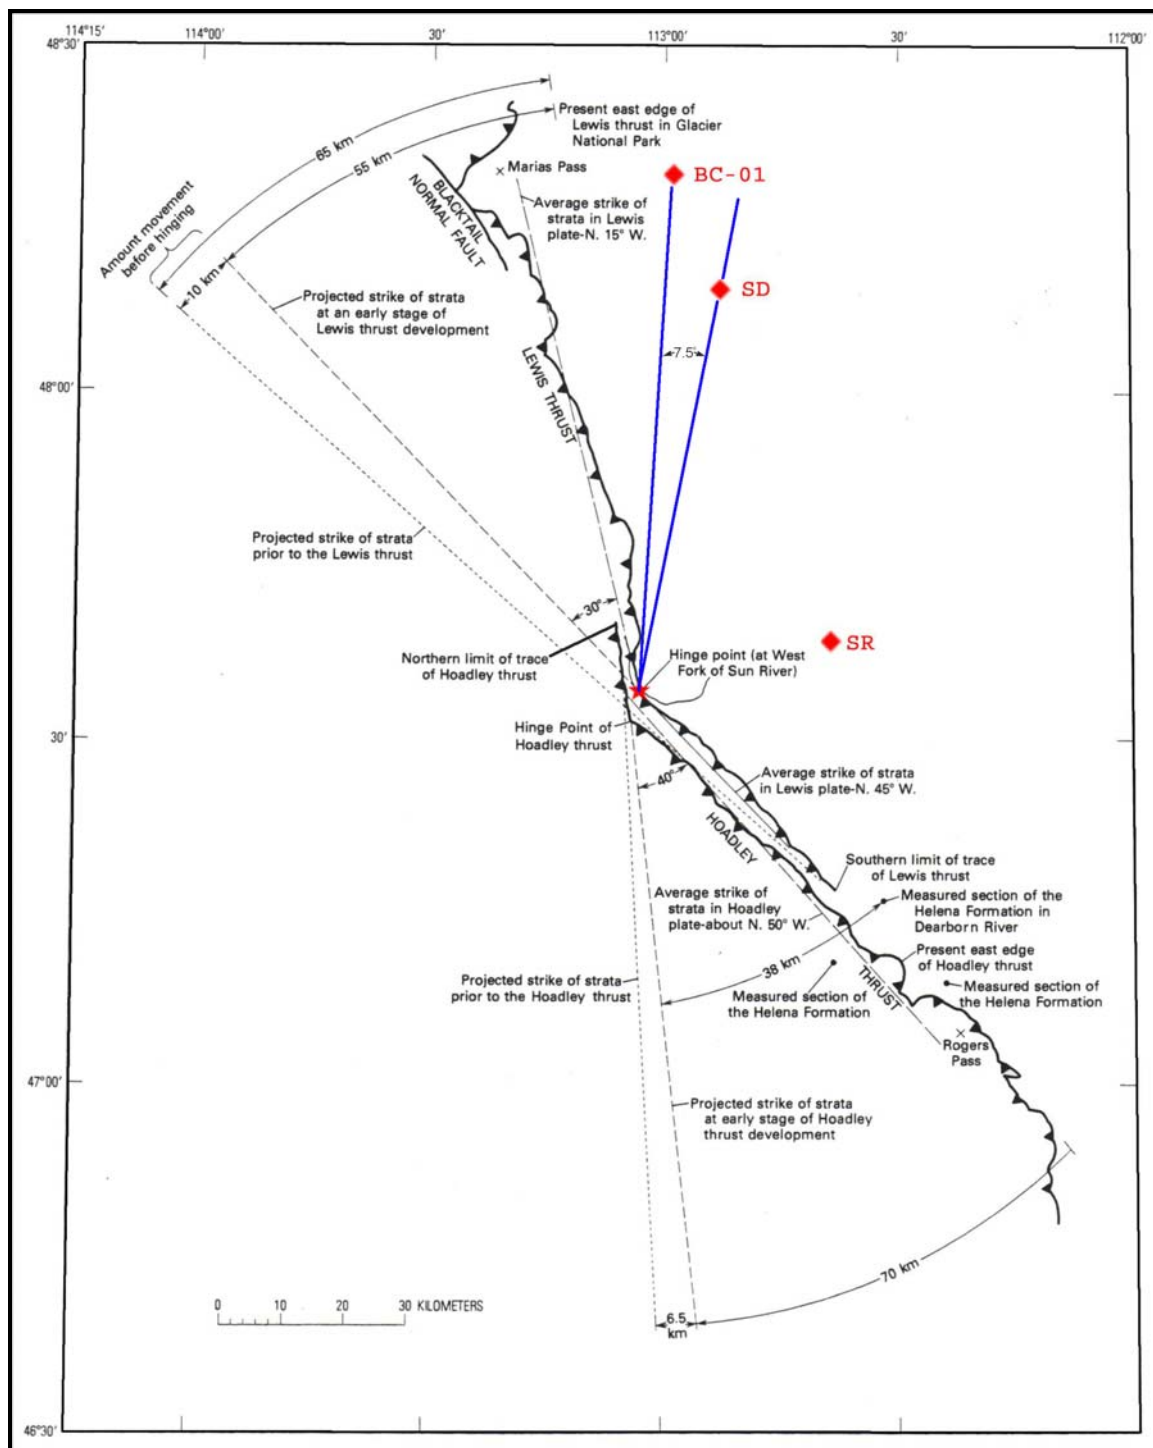 114°15'
114°00'
30'
113°00'
30'
112°00'
48°30'
65 km
55 km
Present east edge of
Lewis thrust in Glacier
National Park
Marias Pass
BC-01
BLACKTAIL
NORMAL FAULT
Average strike of
strata in Lewis
plate-N. 15° W.
Amount movement
before hinging
10 km
SD
Projected strike of strata
at an early stage of
Lewis thrust development
7.5°
LEWIS THRUST
48°00'
Projected strike of strata
prior to the Lewis thrust
30°
SR
Northern limit of trace
of Hoadley thrust
Hinge point (at West
Fork of Sun River)
Hinge Point of
Hoadley thrust
30'
40°
Average strike of strata
in Lewis plate-N. 45° W.
HOADLEY
Southern limit of trace
of Lewis thrust
Average strike of
strata in Hoadley
plate-about N. 50° W.
Measured section of the
Helena Formation in
Dearborn River
38 km
Present east edge
of Hoadley thrust
Projected strike of strata
prior to the Hoadley thrust
THRUST
Measured section of
the Helena Formation
Measured section of
the Helena Formation
Rogers
Pass
47°00'
Projected strike of strata
at early stage of Hoadley
thrust development
70 km
0 10 20 30 KILOMETERS
6.5
km
46°30'